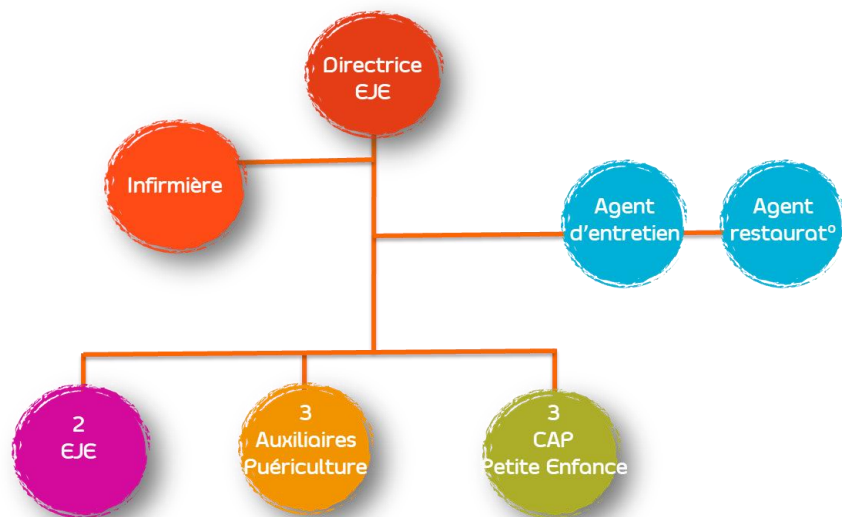 Directrice
EJE
Infirmière
Agent
d'entretien
Agent
restaurat°
2
EJE
3
Auxiliaires
Puériculture
3
CAP
Petite Enfance